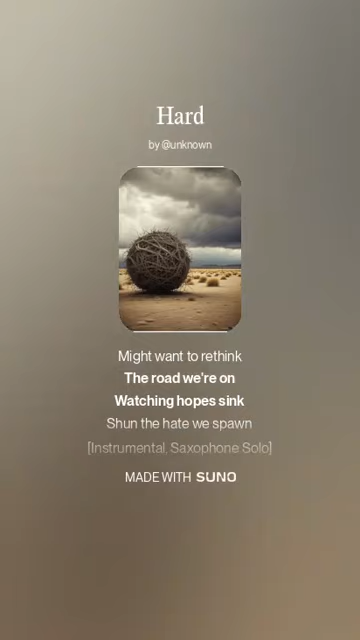 Hard
by @unknown
Might want to rethink
The road we're on
Watching hopes sink
Shun the hate we spawn
[Instrumental, Saxophone Solo]
MADE WITH SUNO